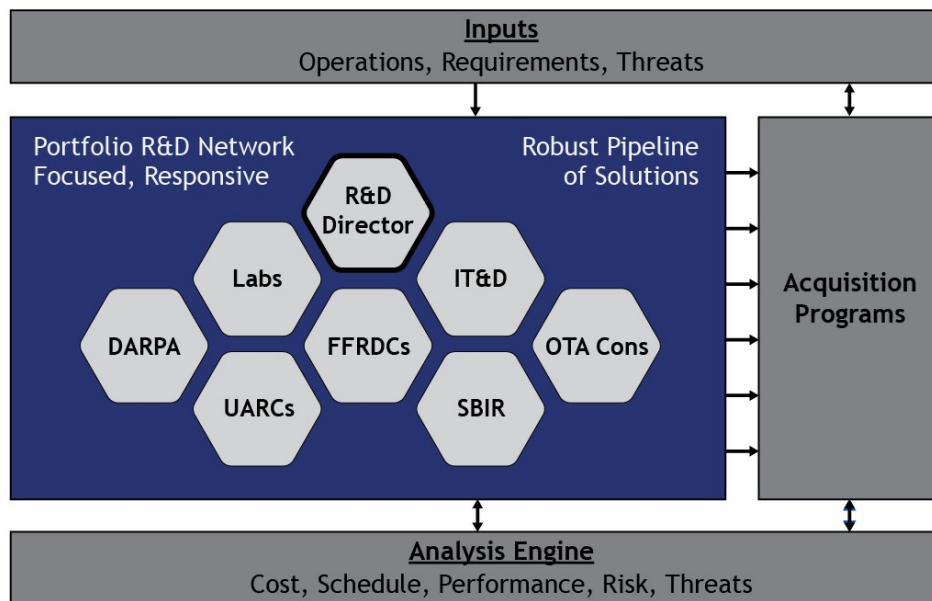 Inputs
Operations, Requirements, Threats
Portfolio R&D Network
Focused, Responsive
Robust Pipeline
of Solutions
R&D
Director
Labs
IT&D
DARPA
FFRDCs
OTA Cons
UARCs
SBIR
Acquisition
Programs
Analysis Engine
Cost, Schedule, Performance, Risk, Threats